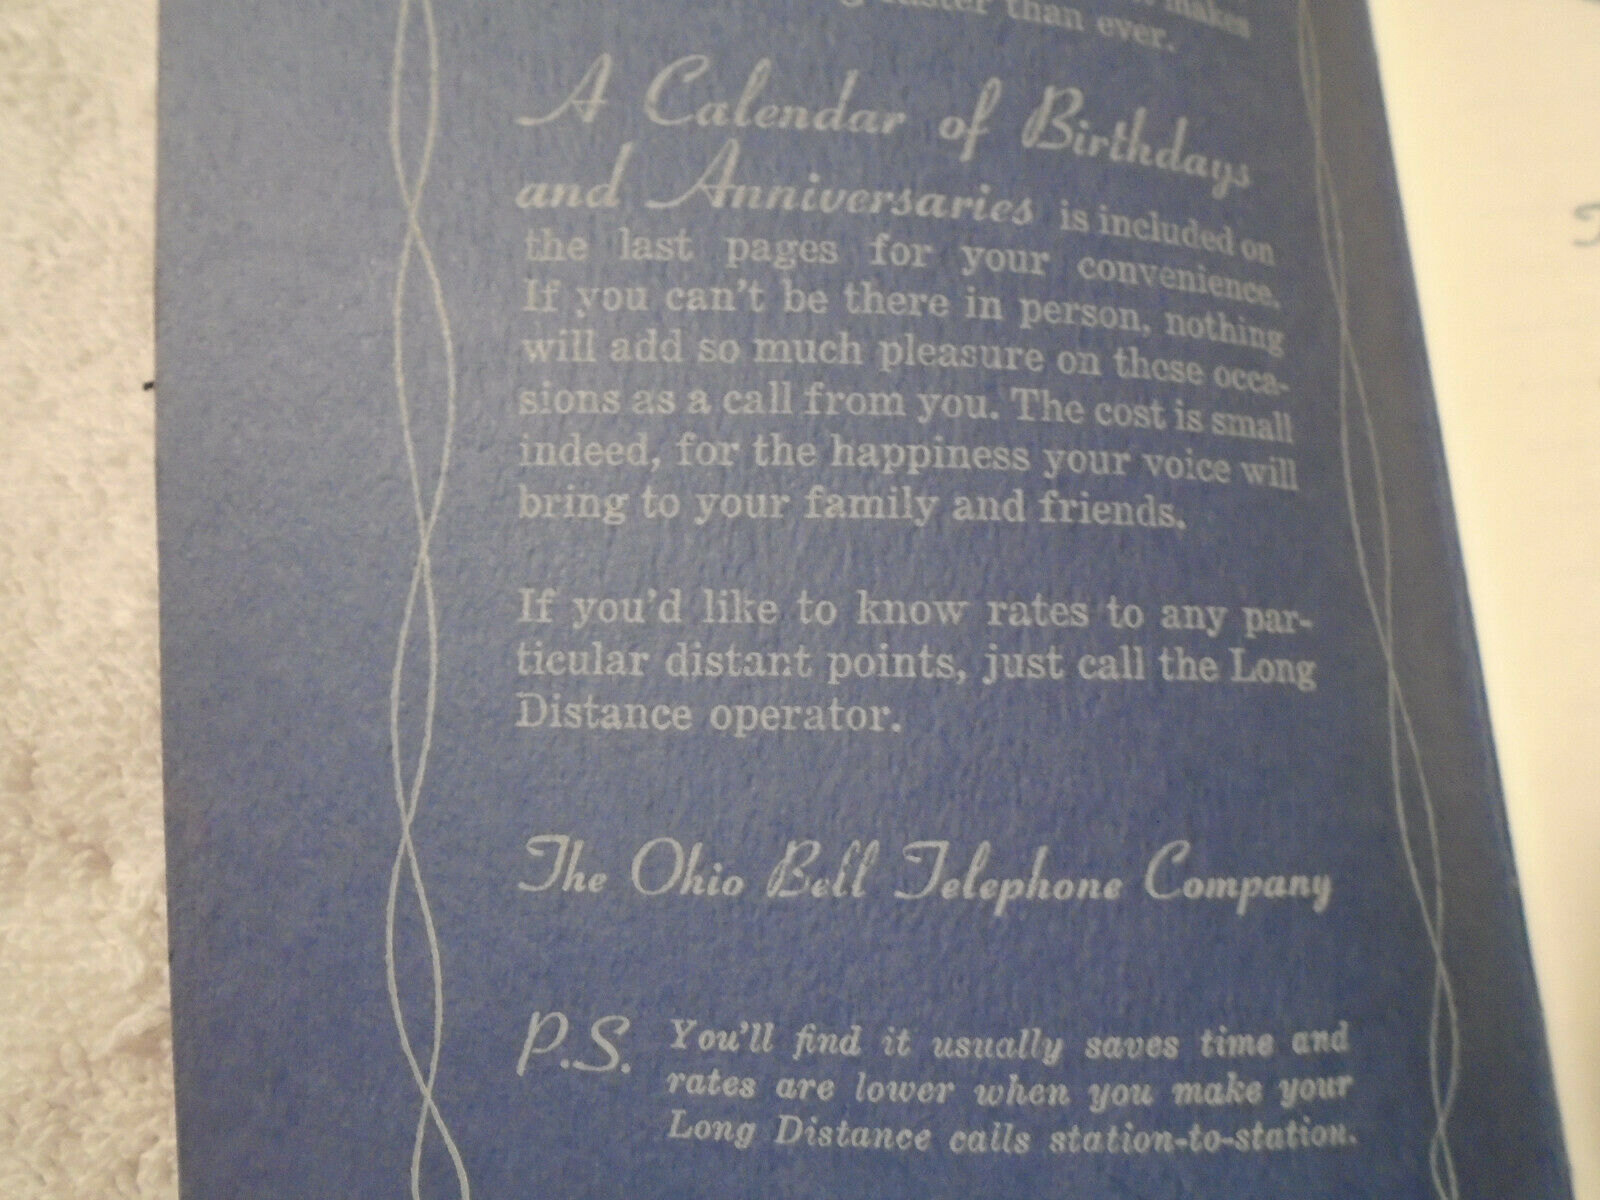 makes
than ever.
A Calendar of Birthdays
and Anniversaries is included on
the last pages for your convenience.
If you can't be there in person, nothing
will add so much pleasure on these occa-
sions as a call from you. The cost is small
indeed, for the happiness your voice will
bring to your family and friends.
If you'd like to know rates to any par-
ticular distant points, just call the Long
Distance operator.
The Ohio Bell Telephone Company
P.S. You'll find it usually saves time and
rates are lower when you make your
Long Distance calls station-to-station.